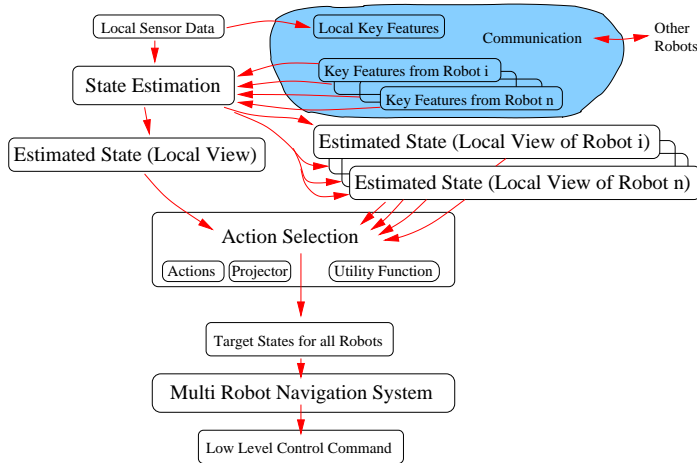 Local Sensor Data
Local Key Features
Communication
Other
Robots
Key Features from Robot i
State Estimation
Key Features from Robot n
Estimated State (Local View)
Estimated State (Local View of Robot i)
Estimated State (Local View of Robot n)
Action Selection
Actions
Projector
Utility Function
Target States for all Robots
Multi Robot Navigation System
Low Level Control Command